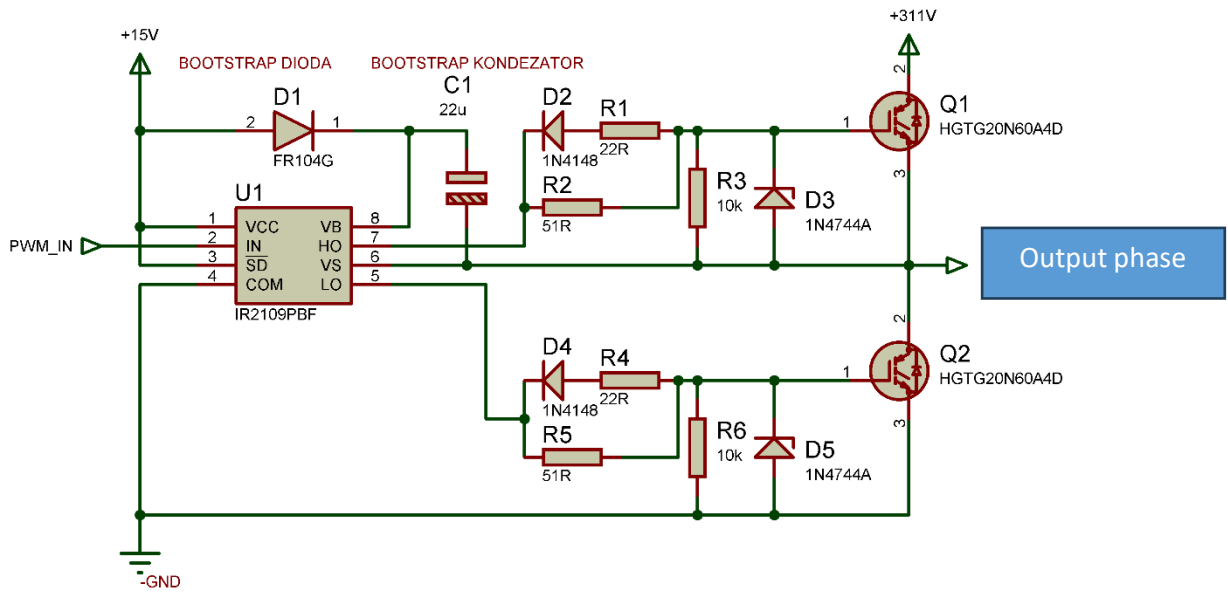 +15V
+311V
BOOTSTRAP DIODA
BOOTSTRAP KONDEZATOR
C1
22u
D1
2
1
FR104G
D2
1N4148
R1
22R
R2
51R
R3
10k
D3
1N4744A
1
2
3
Q1
HGTG20N60A4D
U1
PWM_IN
1 VCC VB 8
2 IN HO 7
3 SD VS 6
4 COM LO 5
IR2109PBF
Output phase
D4
1N4148
R4
22R
R5
51R
R6
10k
D5
1N4744A
1
2
3
Q2
HGTG20N60A4D
-GND